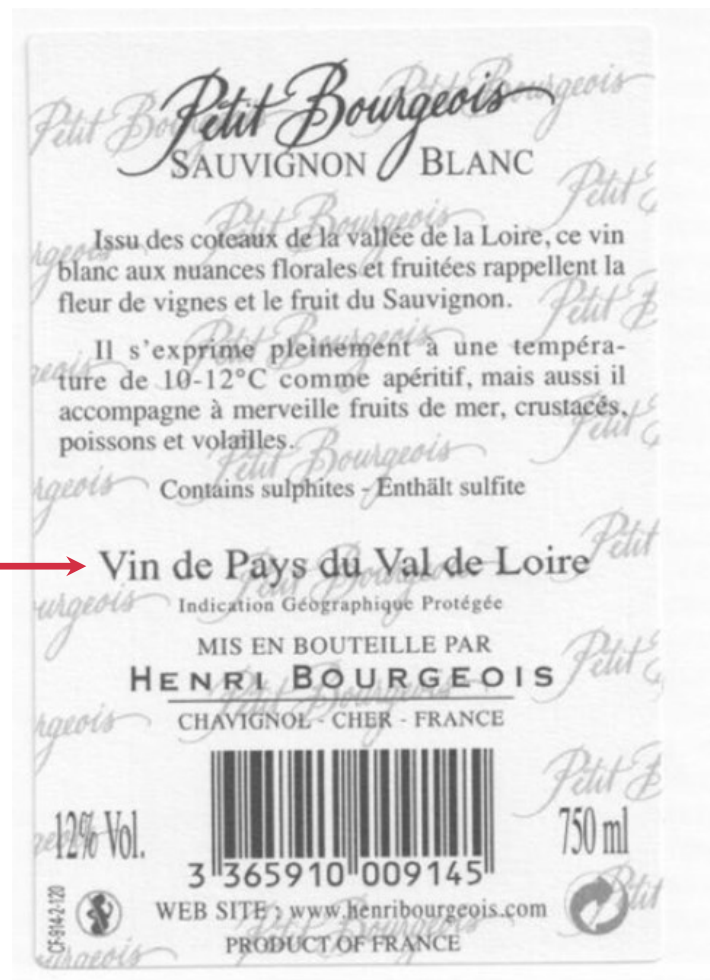 Petit Bourgeois
SAUVIGNON BLANC
Issu des coteaux de la vallée de la Loire, ce vin
blanc aux nuances florales et fruitées rappellent la
fleur de vignes et le fruit du Sauvignon.
Il s'exprime pleinement à une tempéra-
ture de 10-12°C comme apéritif, mais aussi il
accompagne à merveille fruits de mer, crustacés,
poissons et volailles.
Contains sulphites - Enthält sulfite
Vin de Pays du Val de Loire
Indication Géographique Protégée
MIS EN BOUTEILLE PAR
HENRI BOURGEOIS
CHAVIGNOL - CHER - FRANCE
12% Vol.
750 ml
3 365910 009145
CF-914-2-120
WEB SITE : www.henribourgeois.com
PRODUCT OF FRANCE